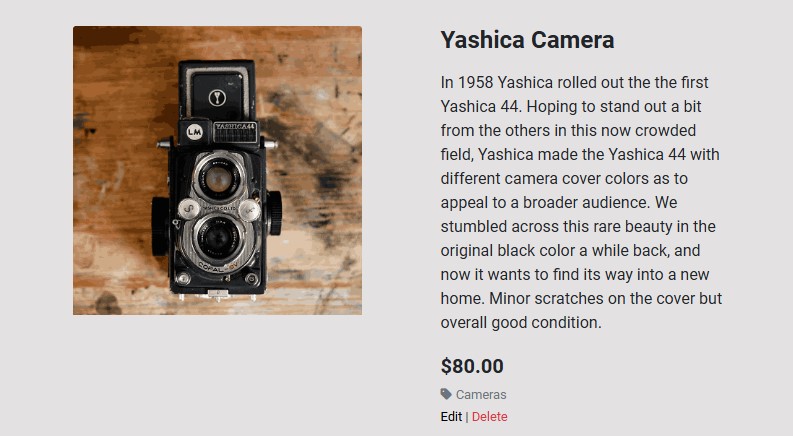 Yashica Camera
In 1958 Yashica rolled out the the first
Yashica 44. Hoping to stand out a bit
from the others in this now crowded
field, Yashica made the Yashica 44 with
different camera cover colors as to
appeal to a broader audience. We
stumbled across this rare beauty in the
original black color a while back, and
now it wants to find its way into a new
home. Minor scratches on the cover but
overall good condition.
$80.00
Cameras
Edit | Delete
LM
YASHICA44
COPAL-SV